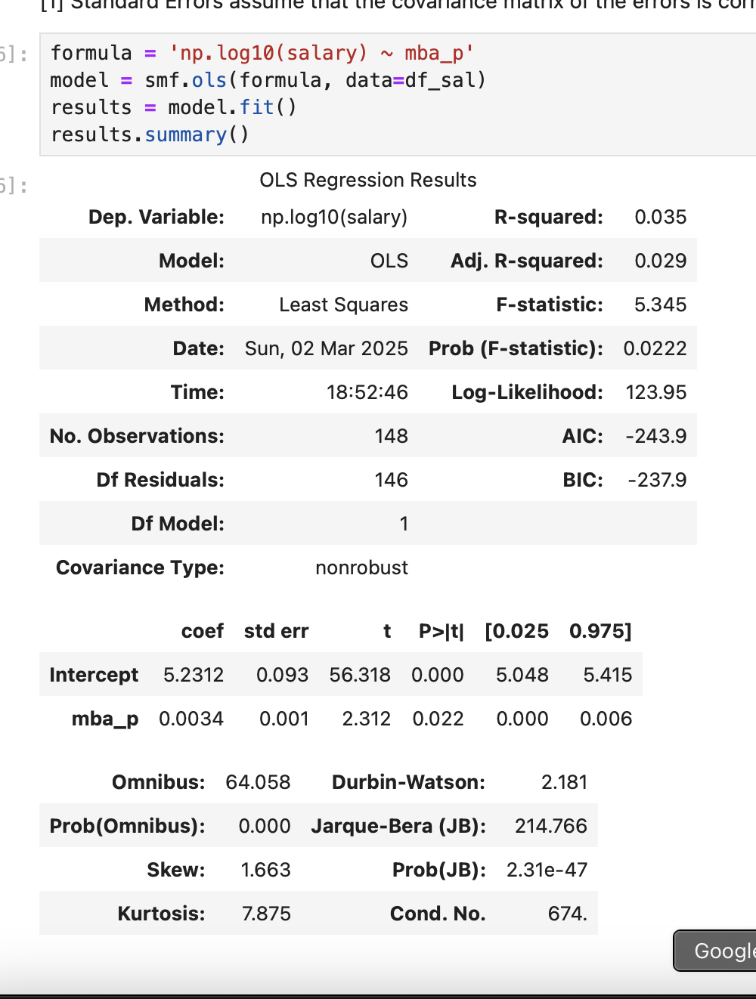 [1] Standard Errors assume that the covariance matrix of the errors is
]:
formula = 'np.log10(salary) ~ mba_p'
model = smf.ols(formula, data=df_sal)
results = model.fit()
results.summary()
]:
OLS Regression Results
Dep. Variable: np.log10(salary) R-squared: 0.035
Model: OLS Adj. R-squared: 0.029
Method: Least Squares F-statistic: 5.345
Date: Sun, 02 Mar 2025 Prob (F-statistic): 0.0222
Time: 18:52:46 Log-Likelihood: 123.95
No. Observations: 148 AIC: -243.9
Df Residuals: 146 BIC: -237.9
Df Model: 1
Covariance Type: nonrobust
coef std err t P>|t| [0.025 0.975]
Intercept 5.2312 0.093 56.318 0.000 5.048 5.415
mba_p 0.0034 0.001 2.312 0.022 0.000 0.006
Omnibus: 64.058 Durbin-Watson: 2.181
Prob(Omnibus): 0.000 Jarque-Bera (JB): 214.766
Skew: 1.663 Prob(JB): 2.31e-47
Kurtosis: 7.875 Cond. No. 674.
Google